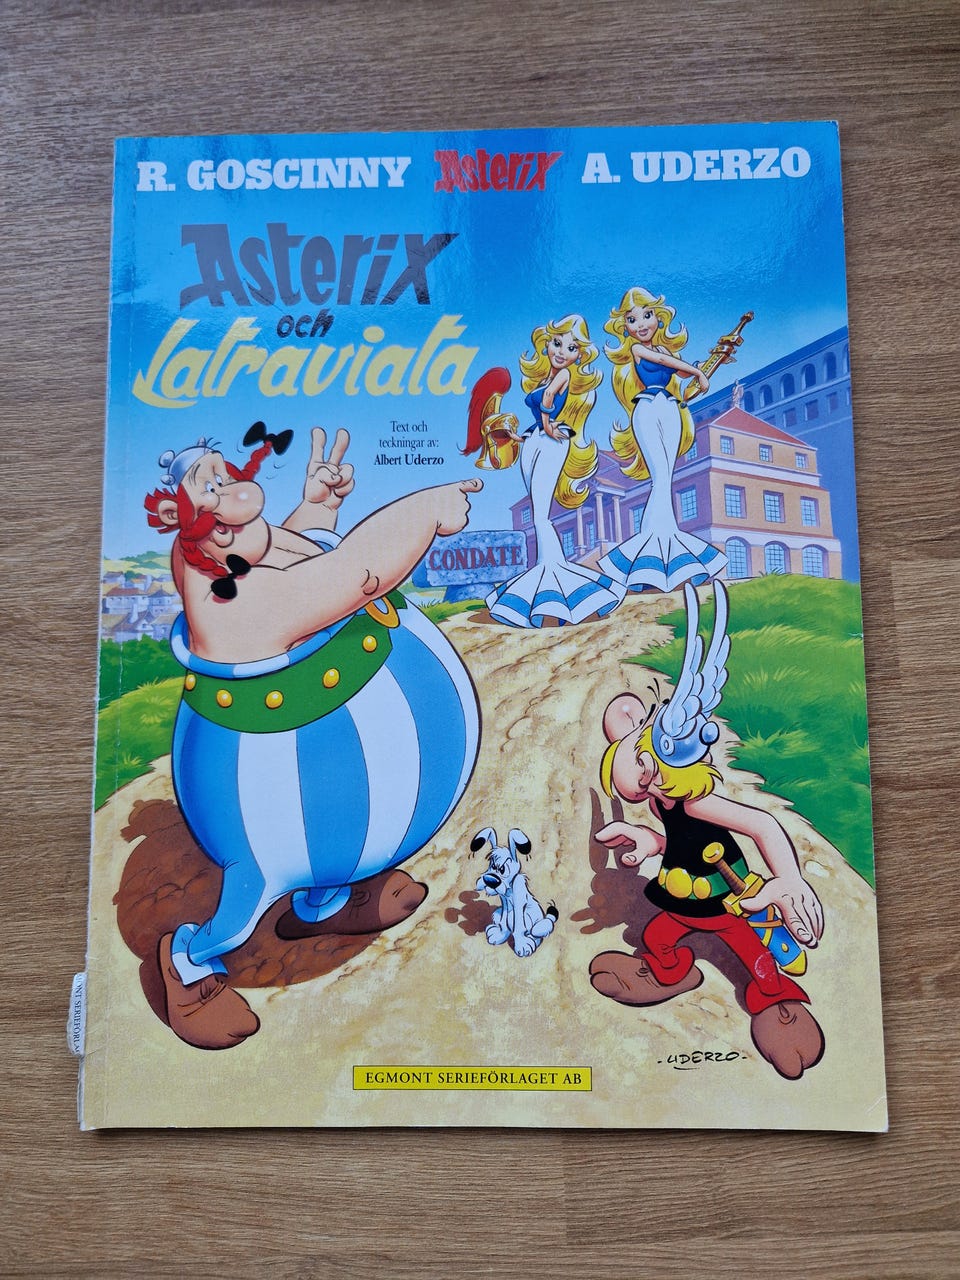 R. GOSCINNY Asterix A. UDERZO
Asterix
och
Latraviata
Text och
teckningar av:
Albert Uderzo
CONDATE
-UDERZO-
EGMONT SERIEFÖRLAGET AB